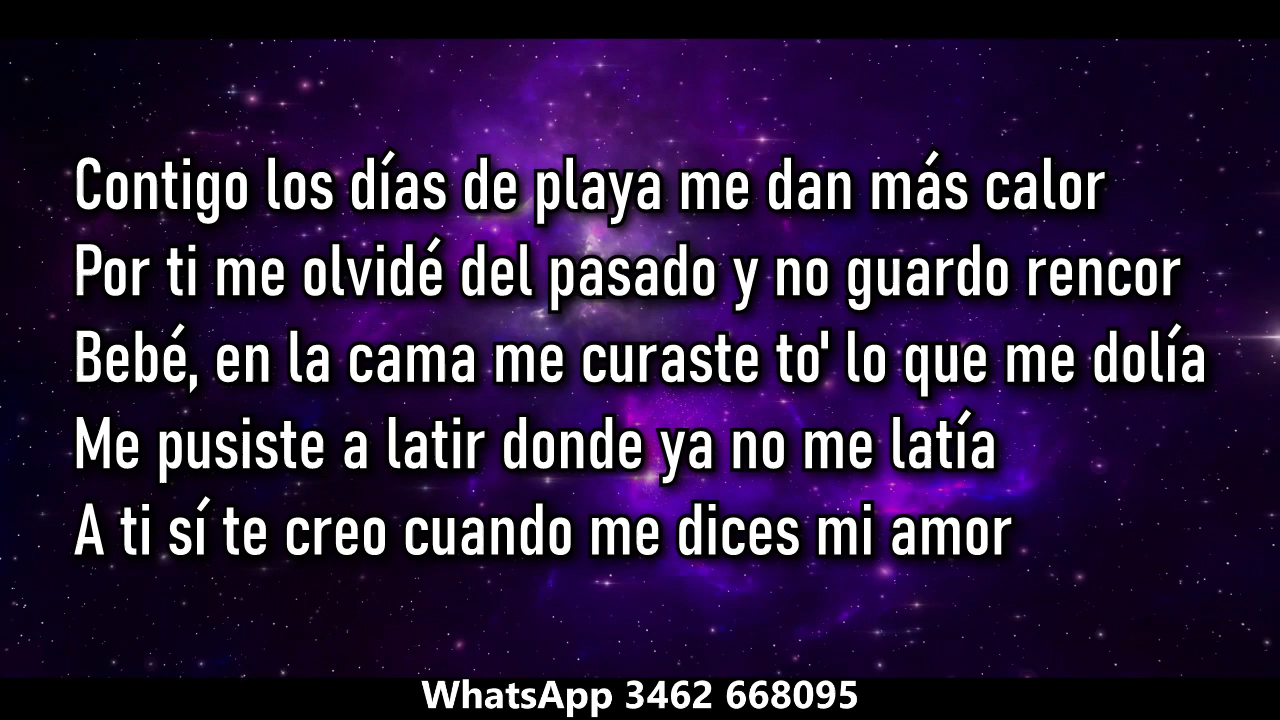 Contigo los días de playa me dan más calor
Por ti me olvidé del pasado y no guardo rencor
Bebé, en la cama me curaste to' lo que me dolía
Me pusiste a latir donde ya no me latía
A ti sí te creo cuando me dices mi amor
WhatsApp 3462 668095